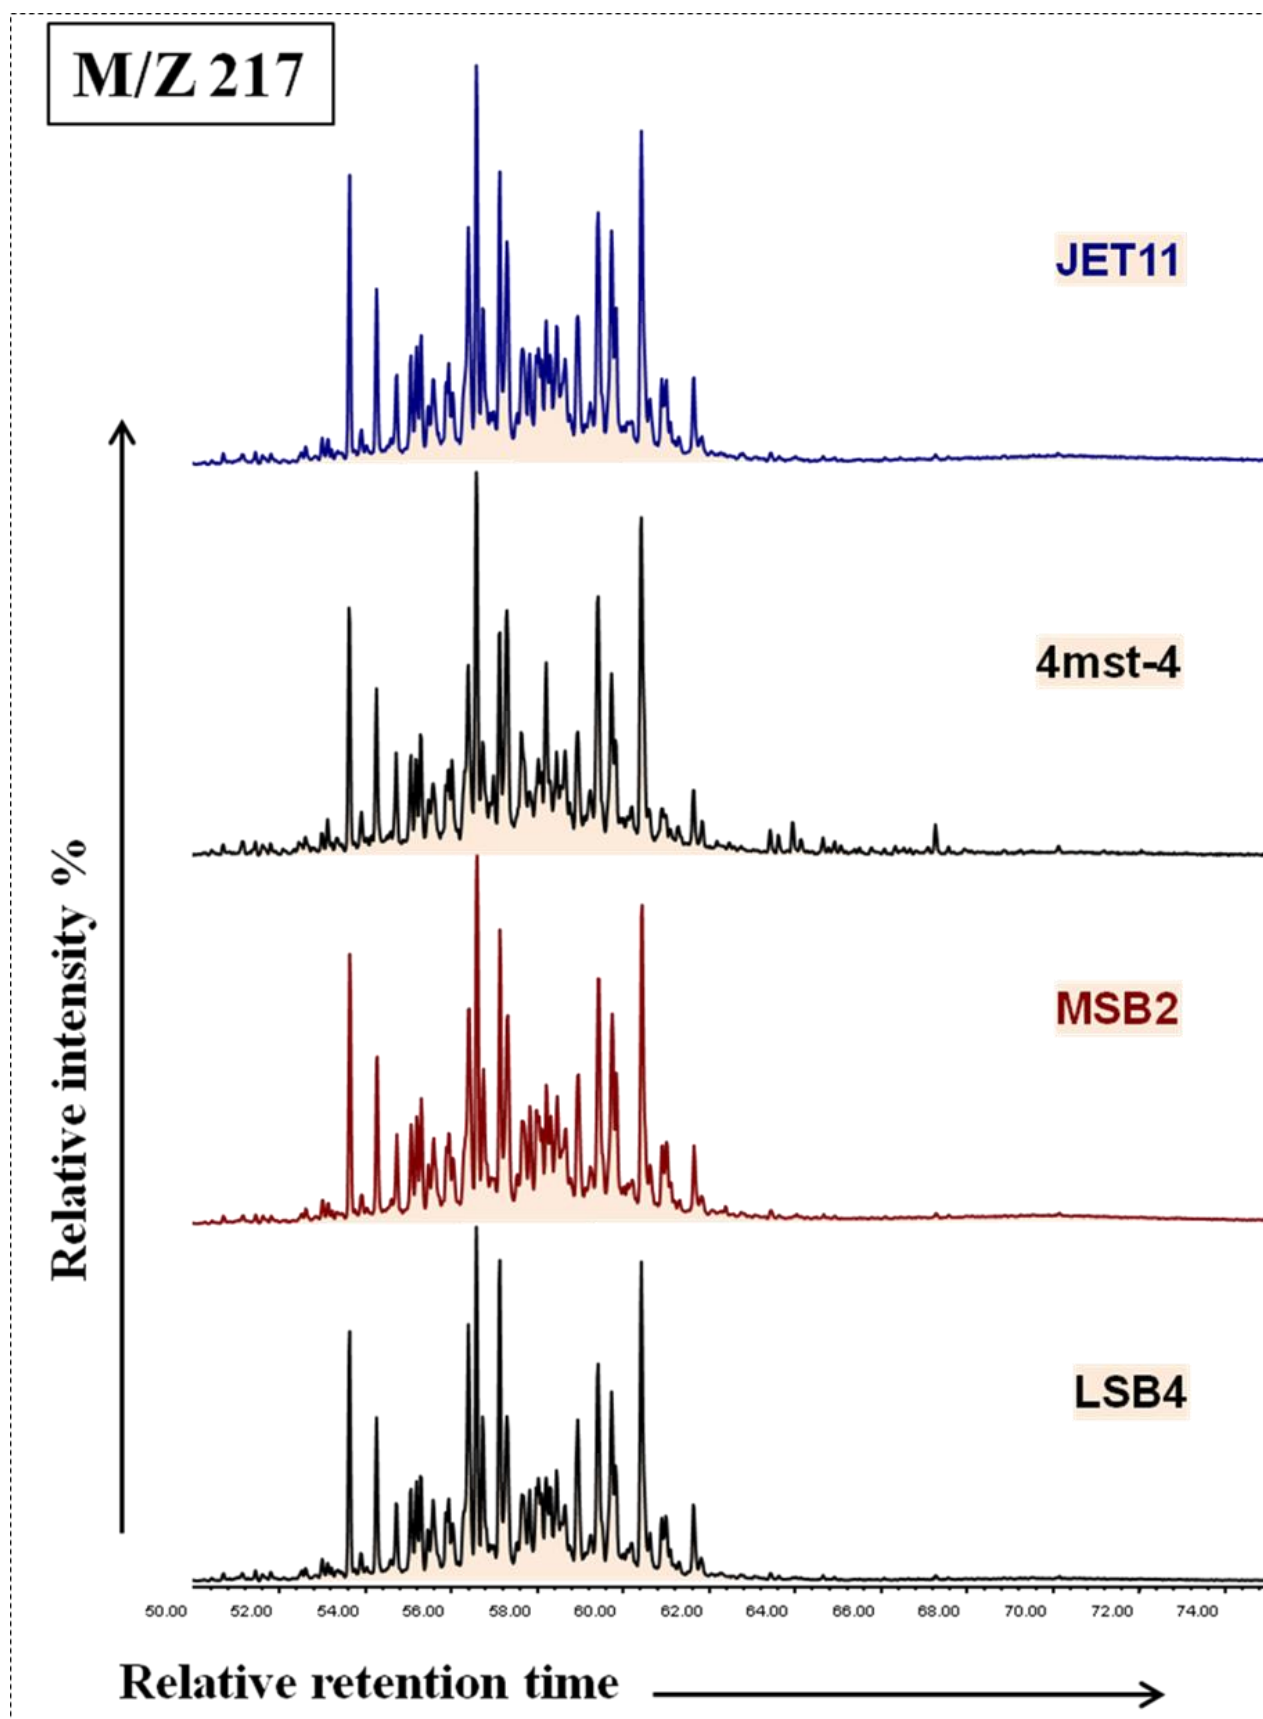 M/Z 217
JET11
4mst-4
MSB2
LSB4
Relative intensity %
50.00 52.00 54.00 56.00 58.00 60.00 62.00 64.00 66.00 68.00 70.00 72.00 74.00
Relative retention time